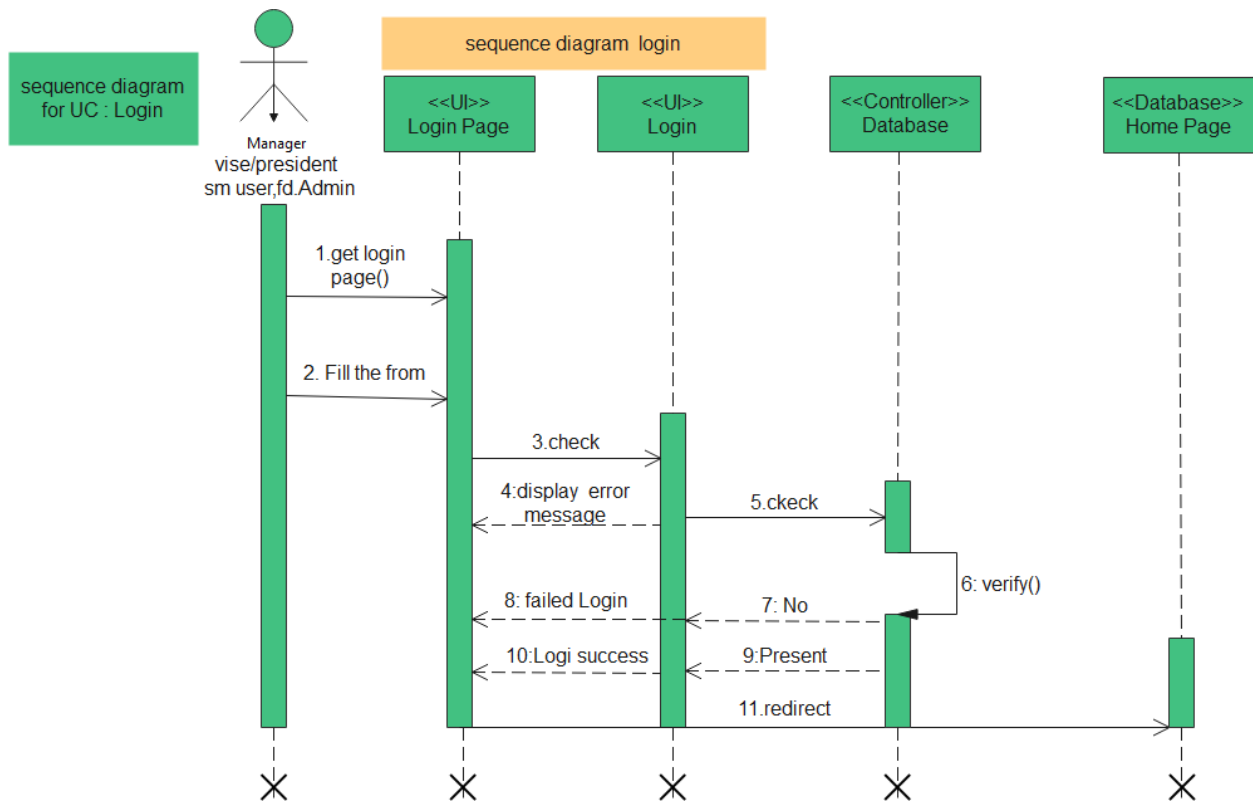 sequence diagram
for UC : Login
sequence diagram  login
Manager
vise/president
sm user,fd.Admin
<<UI>>
Login Page
<<UI>>
Login
<<Controller>>
Database
<<Database>>
Home Page
1.get login
page()
2. Fill the from
3.check
4:display  error
message
5.ckeck
6: verify()
8: failed Login
7: No
10:Logi success
9:Present
11.redirect